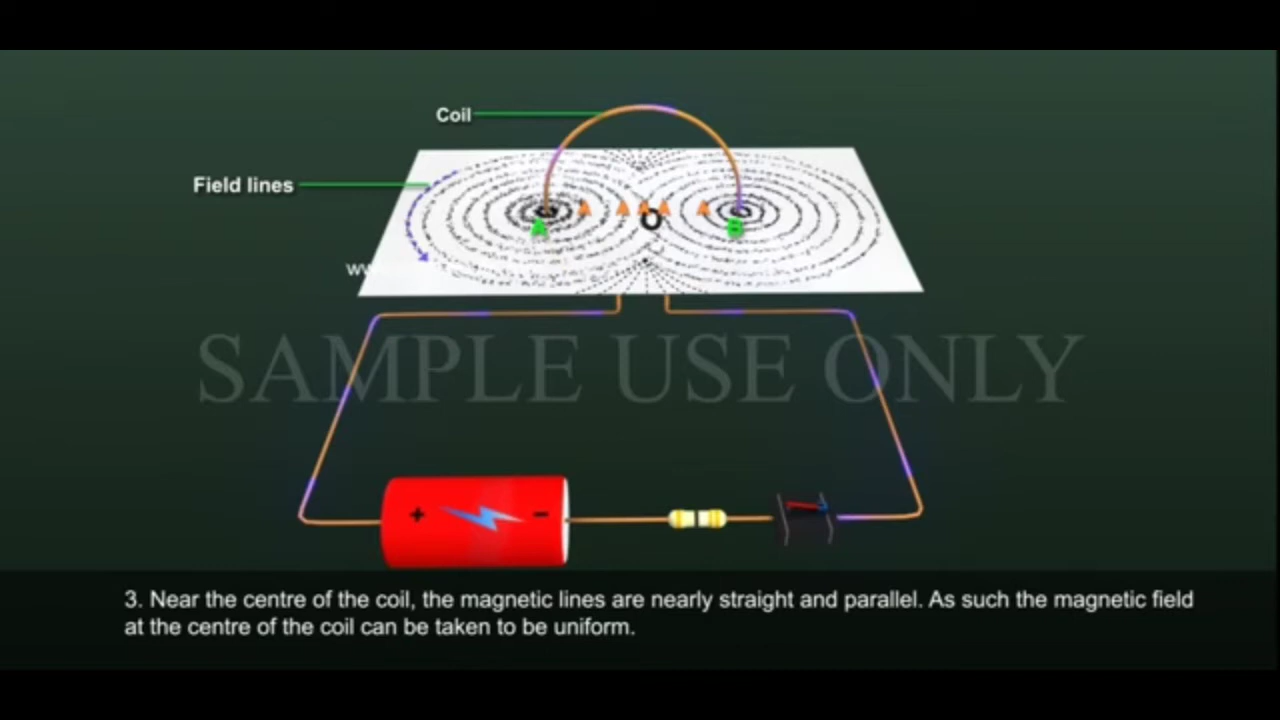 Coil
Field lines
O
A
B
SAMPLE USE ONLY
+
−
3. Near the centre of the coil, the magnetic lines are nearly straight and parallel. As such the magnetic field
at the centre of the coil can be taken to be uniform.